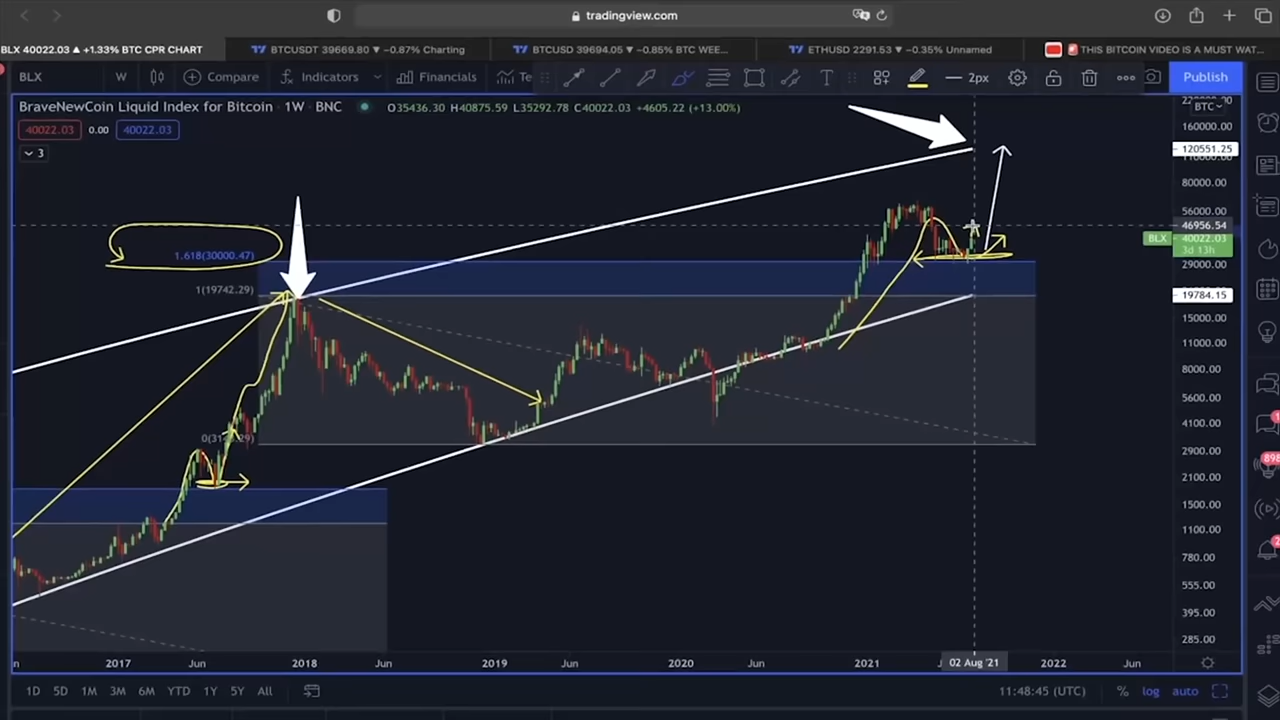 tradingview.com
BLX 40022.03 ▲ +1.33% BTC CPR CHART
BTCUSDT 39669.80 ▼ −0.87% Charting
BTCUSD 39694.05 ▼ −0.85% BTC WEE...
ETHUSD 2291.53 ▼ −0.35% Unnamed
THIS BITCOIN VIDEO IS A MUST WAT...
BLX W Compare Indicators Financials Te 2px Publish
BraveNewCoin Liquid Index for Bitcoin · 1W · BNC
O35436.30 H40875.59 L35292.78 C40022.03 +4605.22 (+13.00%)
BTC
40022.03 0.00 40022.03
3
160000.00
120551.25
80000.00
56000.00
46956.54
BLX 40022.03
3d 13h
29000.00
1.618(30000.47)
1(19742.29)
19784.15
15000.00
11000.00
8000.00
5600.00
4100.00
2900.00
2100.00
1500.00
1100.00
780.00
555.00
395.00
285.00
2017 Jun 2018 Jun 2019 Jun 2020 Jun 2021 02 Aug '21 2022 Jun
1D 5D 1M 3M 6M YTD 1Y 5Y All
11:48:45 (UTC) % log auto